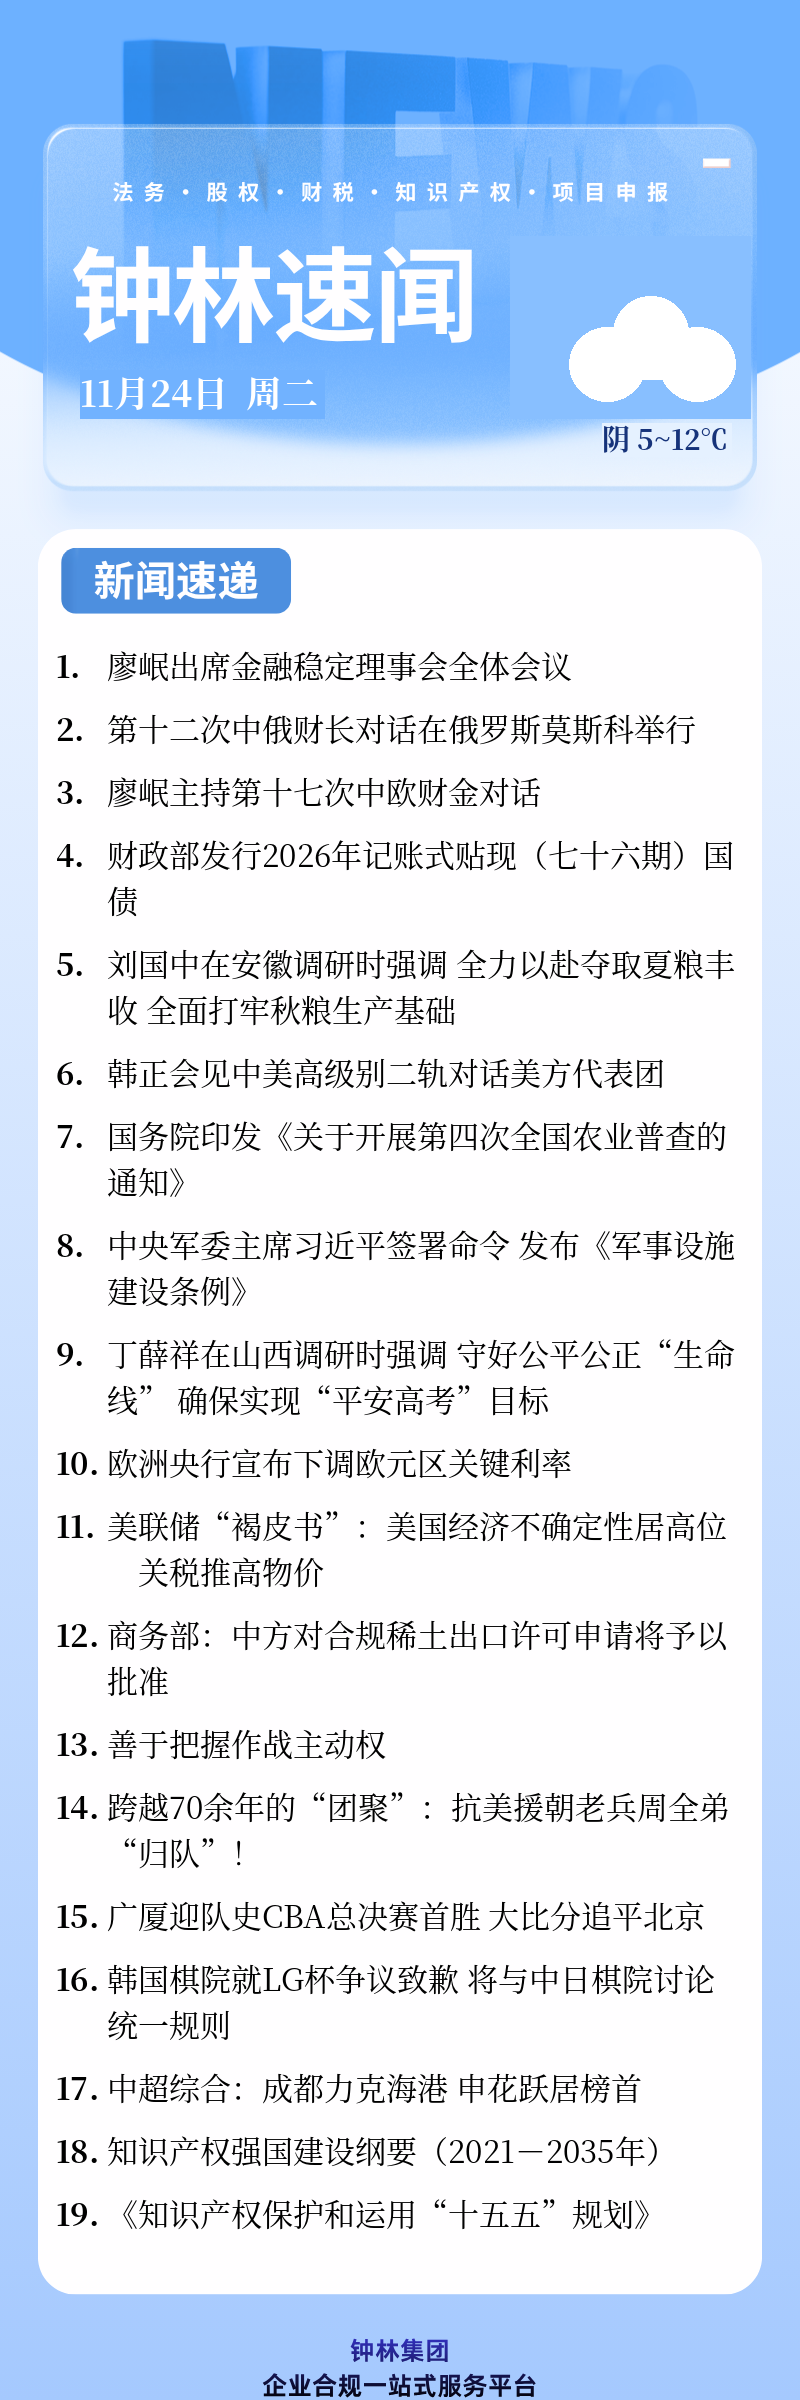 NEWS
法务·股权·财税·知识产权·项目申报
钟林速闻
11月24日 周二
阴 5~12℃
新闻速递
1. 廖岷出席金融稳定理事会全体会议
2. 第十二次中俄财长对话在俄罗斯莫斯科举行
3. 廖岷主持第十七次中欧财金对话
4. 财政部发行2026年记账式贴现（七十六期）国
债
5. 刘国中在安徽调研时强调 全力以赴夺取夏粮丰
收 全面打牢秋粮生产基础
6. 韩正会见中美高级别二轨对话美方代表团
7. 国务院印发《关于开展第四次全国农业普查的
通知》
8. 中央军委主席习近平签署命令 发布《军事设施
建设条例》
9. 丁薛祥在山西调研时强调 守好公平公正“生命
线” 确保实现“平安高考”目标
10. 欧洲央行宣布下调欧元区关键利率
11. 美联储“褐皮书”：美国经济不确定性居高位
关税推高物价
12. 商务部：中方对合规稀土出口许可申请将予以
批准
13. 善于把握作战主动权
14. 跨越70余年的“团聚”：抗美援朝老兵周全弟
“归队”！
15. 广厦迎队史CBA总决赛首胜 大比分追平北京
16. 韩国棋院就LG杯争议致歉 将与中日棋院讨论
统一规则
17. 中超综合：成都力克海港 申花跃居榜首
18. 知识产权强国建设纲要（2021－2035年）
19. 《知识产权保护和运用“十五五”规划》
钟林集团
企业合规一站式服务平台